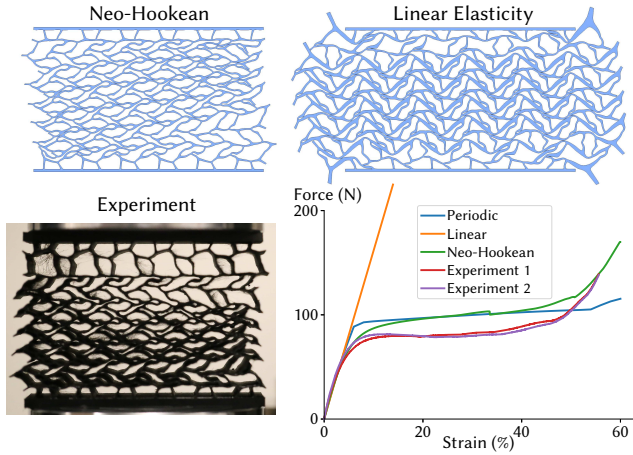 Neo-Hookean
Linear Elasticity
Experiment
Force (N)
200
100
0
Periodic
Linear
Neo-Hookean
Experiment 1
Experiment 2
0
20
40
60
Strain (%)